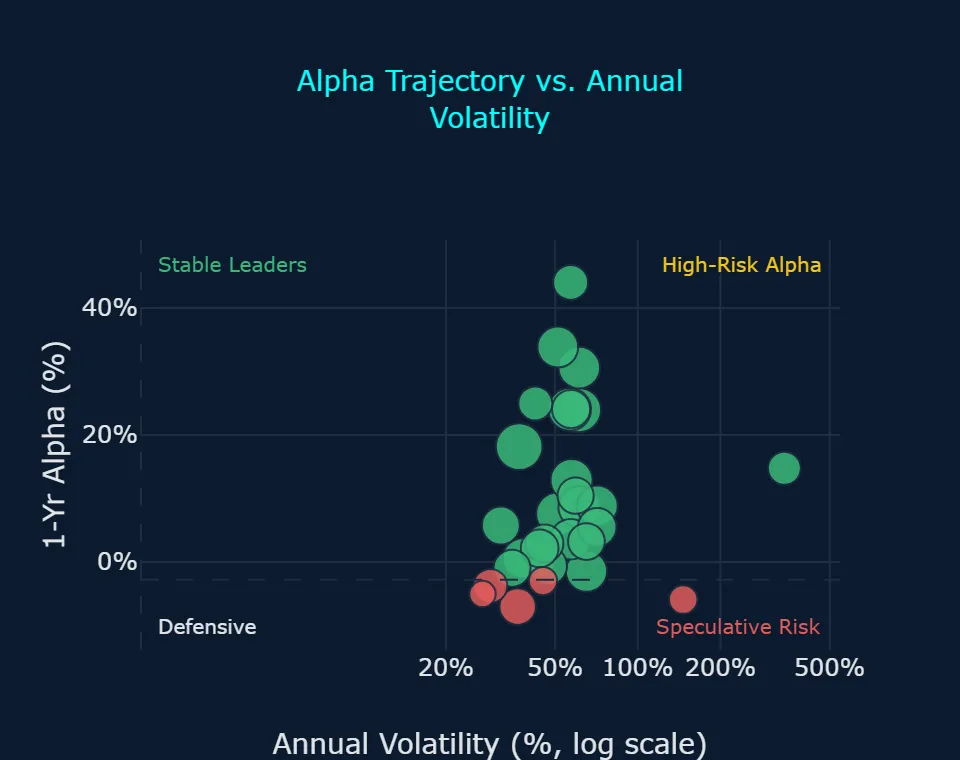 Alpha Trajectory vs. Annual
Volatility
Stable Leaders
High-Risk Alpha
40%
20%
0%
1-Yr Alpha (%)
Defensive
Speculative Risk
20%
50%
100%
200%
500%
Annual Volatility (%, log scale)